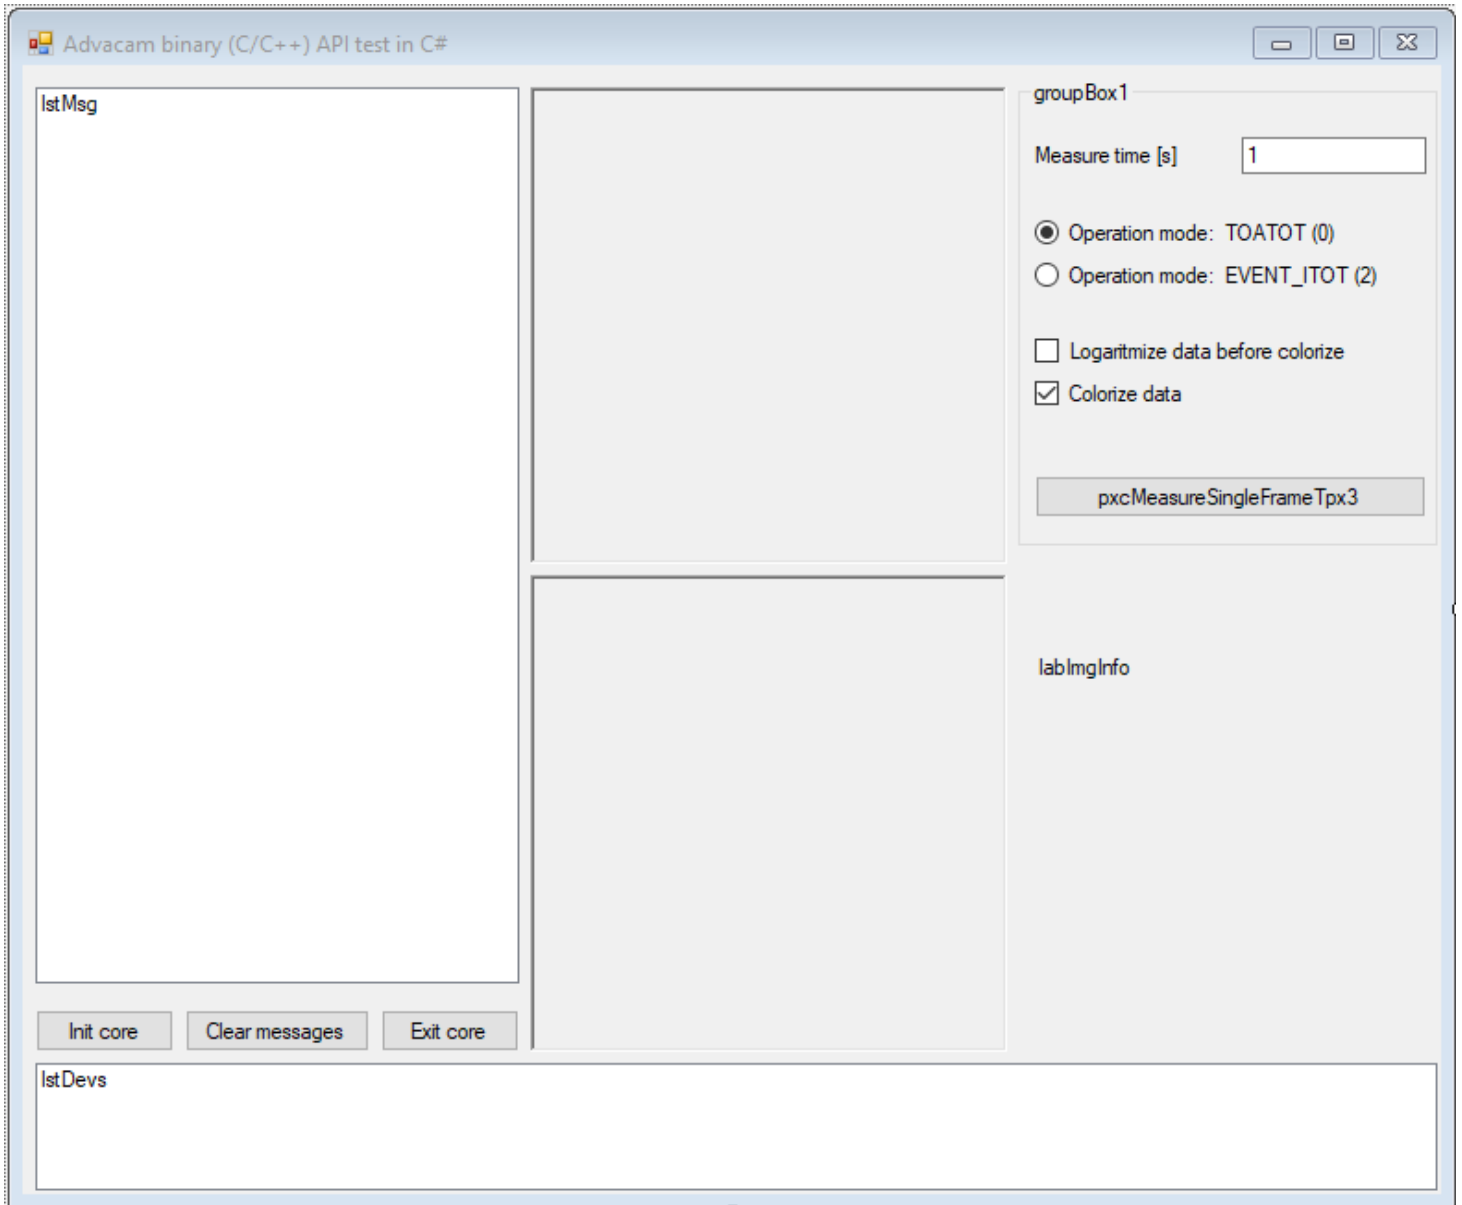 Advacam binary (C/C++) API test in C#
lstMsg
groupBox1
Measure time [s]
1
Operation mode: TOATOT (0)
Operation mode: EVENT_ITOT (2)
Logaritmize data before colorize
Colorize data
pxcMeasureSingleFrameTpx3
labImgInfo
Init core
Clear messages
Exit core
lstDevs